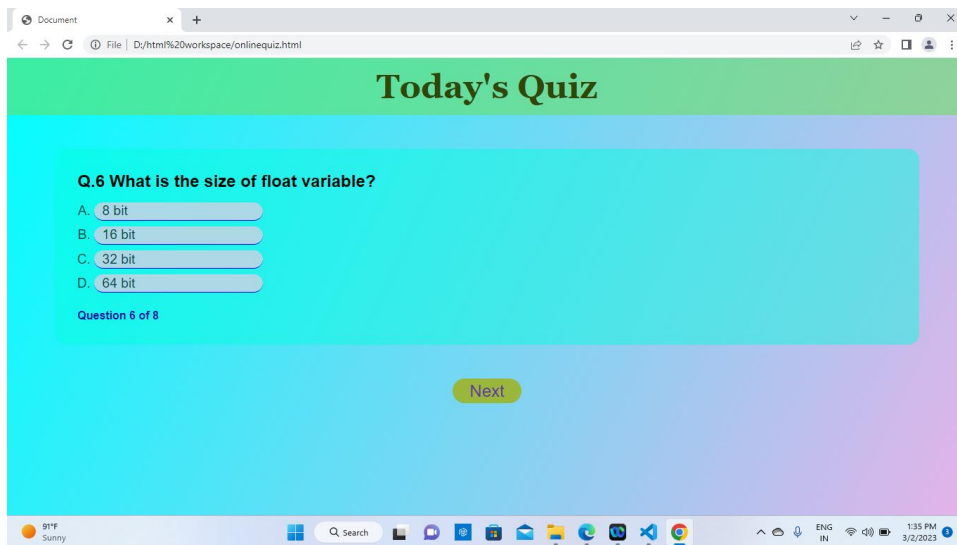 Document
File | D:/html%20workspace/onlinequiz.html
Today's Quiz
Q.6 What is the size of float variable?
A. 8 bit
B. 16 bit
C. 32 bit
D. 64 bit
Question 6 of 8
Next
91°F
Sunny
Search
ENG
IN
1:35 PM
3/2/2023
3